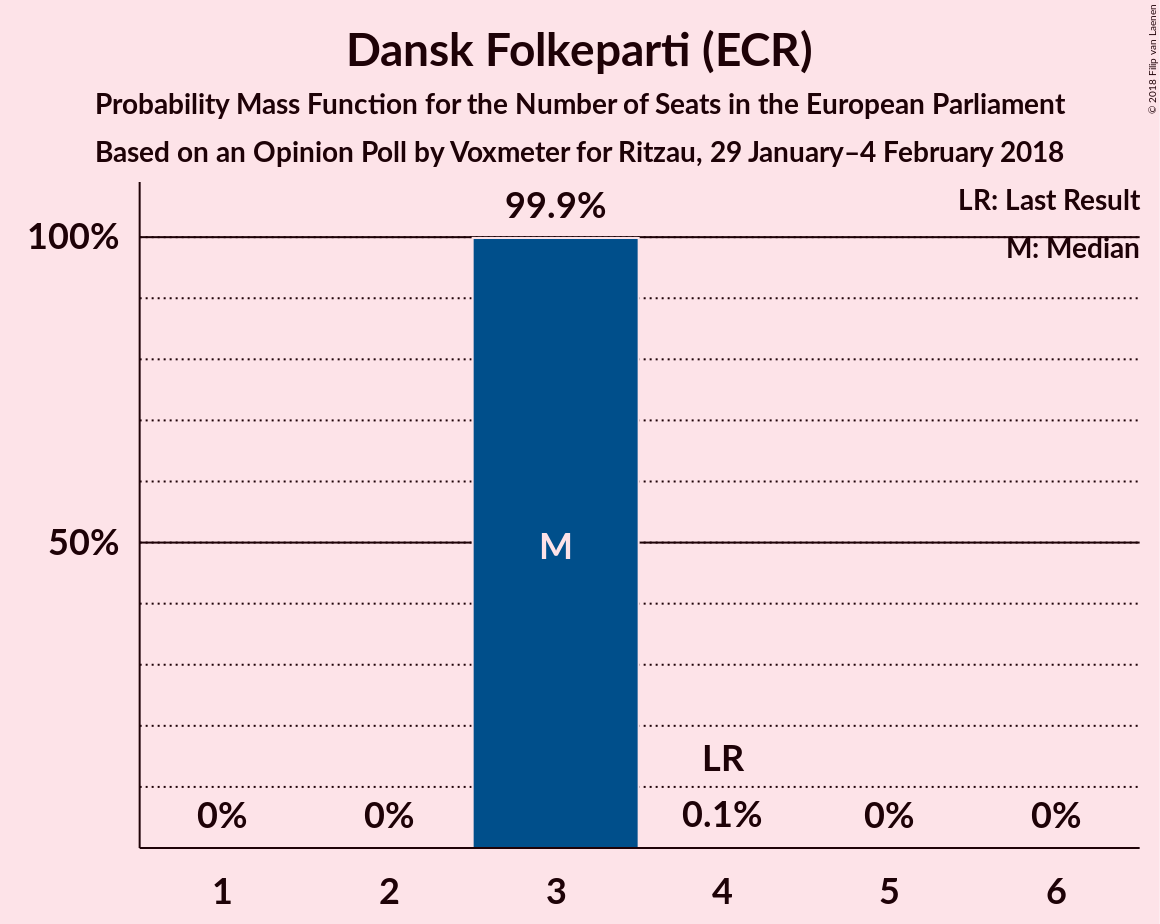 Dansk Folkeparti (ECR)
Probability Mass Function for the Number of Seats in the European Parliament
Based on an Opinion Poll by Voxmeter for Ritzau, 29 January–4 February 2018
© 2018 Filip van Laenen
LR: Last Result
M: Median
100%
50%
99.9%
M
LR
0% 0% 0.1% 0% 0%
1 2 3 4 5 6